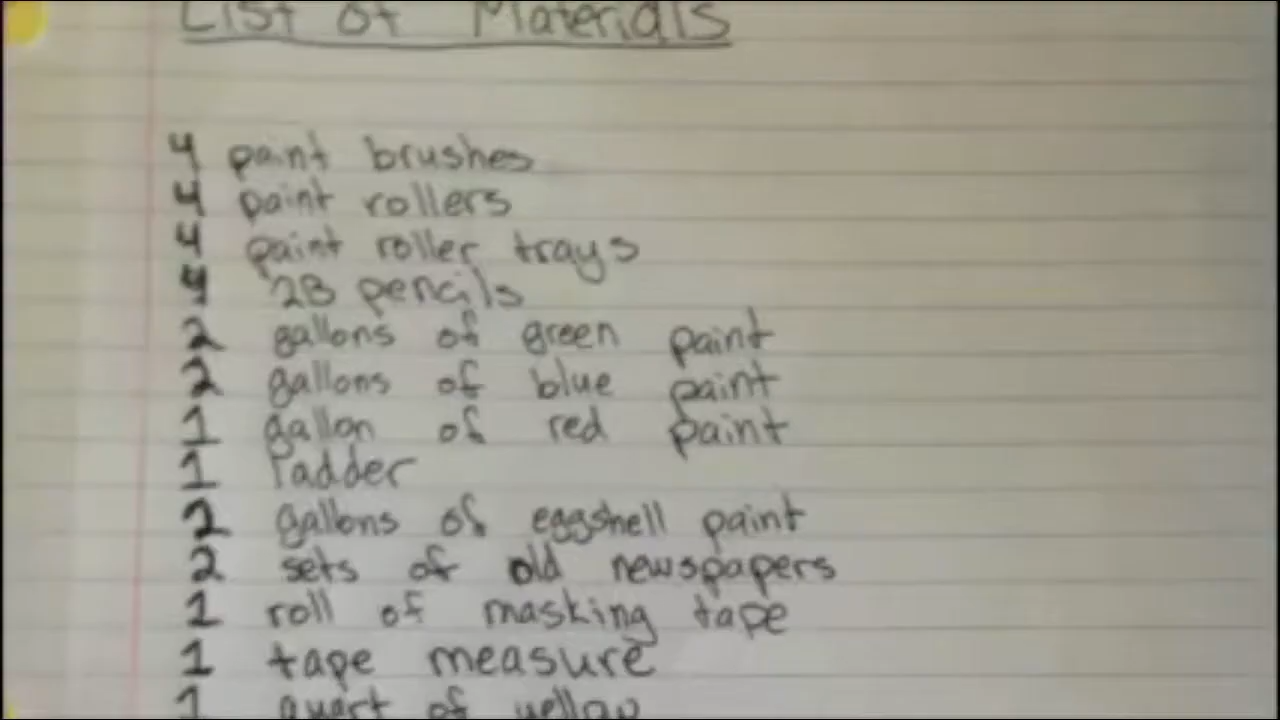 List of Materials
4 paint brushes
4 paint rollers
4 paint roller trays
4 2B pencils
2 gallons of green paint
2 gallons of blue paint
1 gallon of red paint
1 ladder
2 gallons of eggshell paint
2 sets of old newspapers
1 roll of masking tape
1 tape measure
1 quart of yellow